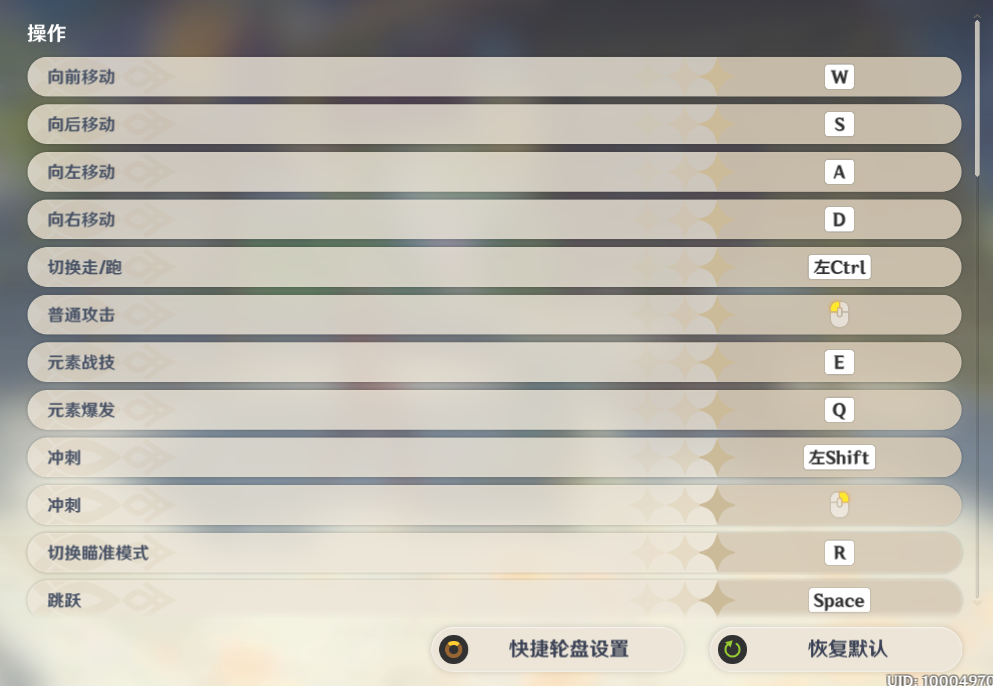 操作
向前移动 W
向后移动 S
向左移动 A
向右移动 D
切换走/跑 左Ctrl
普通攻击
元素战技 E
元素爆发 Q
冲刺 左Shift
冲刺
切换瞄准模式 R
跳跃 Space
快捷轮盘设置 恢复默认
UID: 10004970